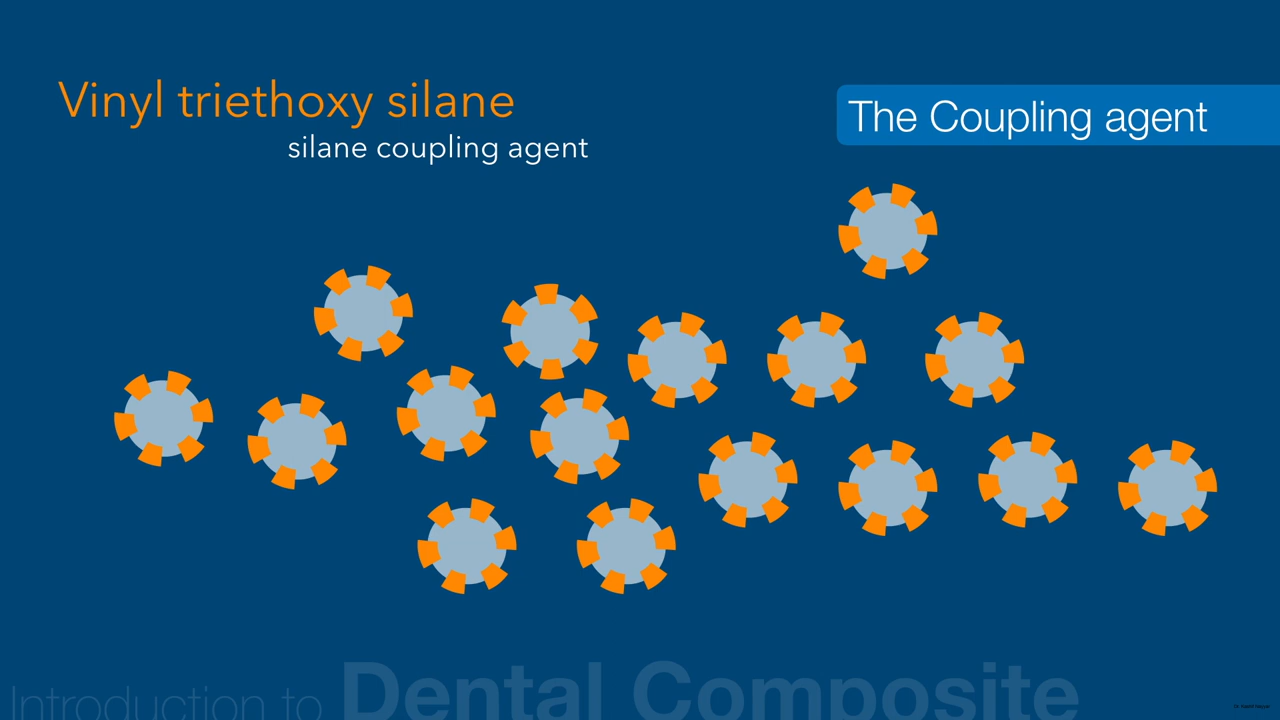 Vinyl triethoxy silane
silane coupling agent
The Coupling agent
Introduction to Dental Composite